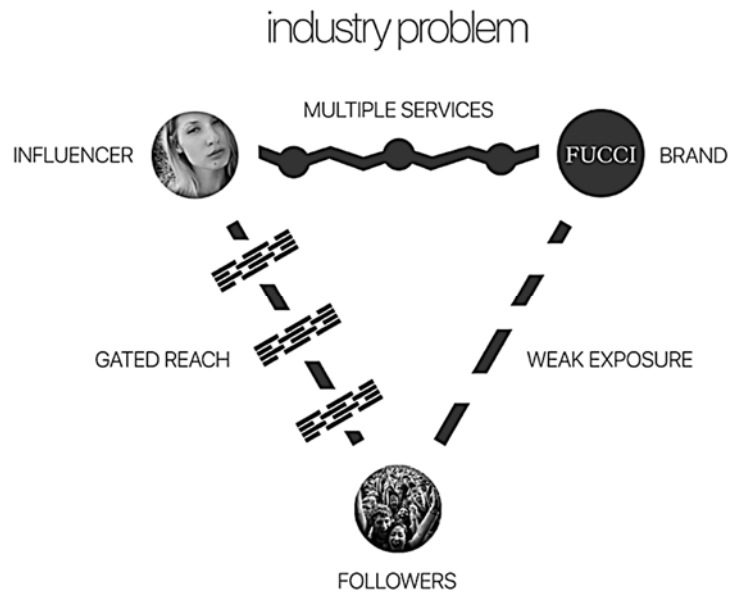 industry problem
MULTIPLE SERVICES
INFLUENCER
FUCCI
BRAND
GATED REACH
WEAK EXPOSURE
FOLLOWERS